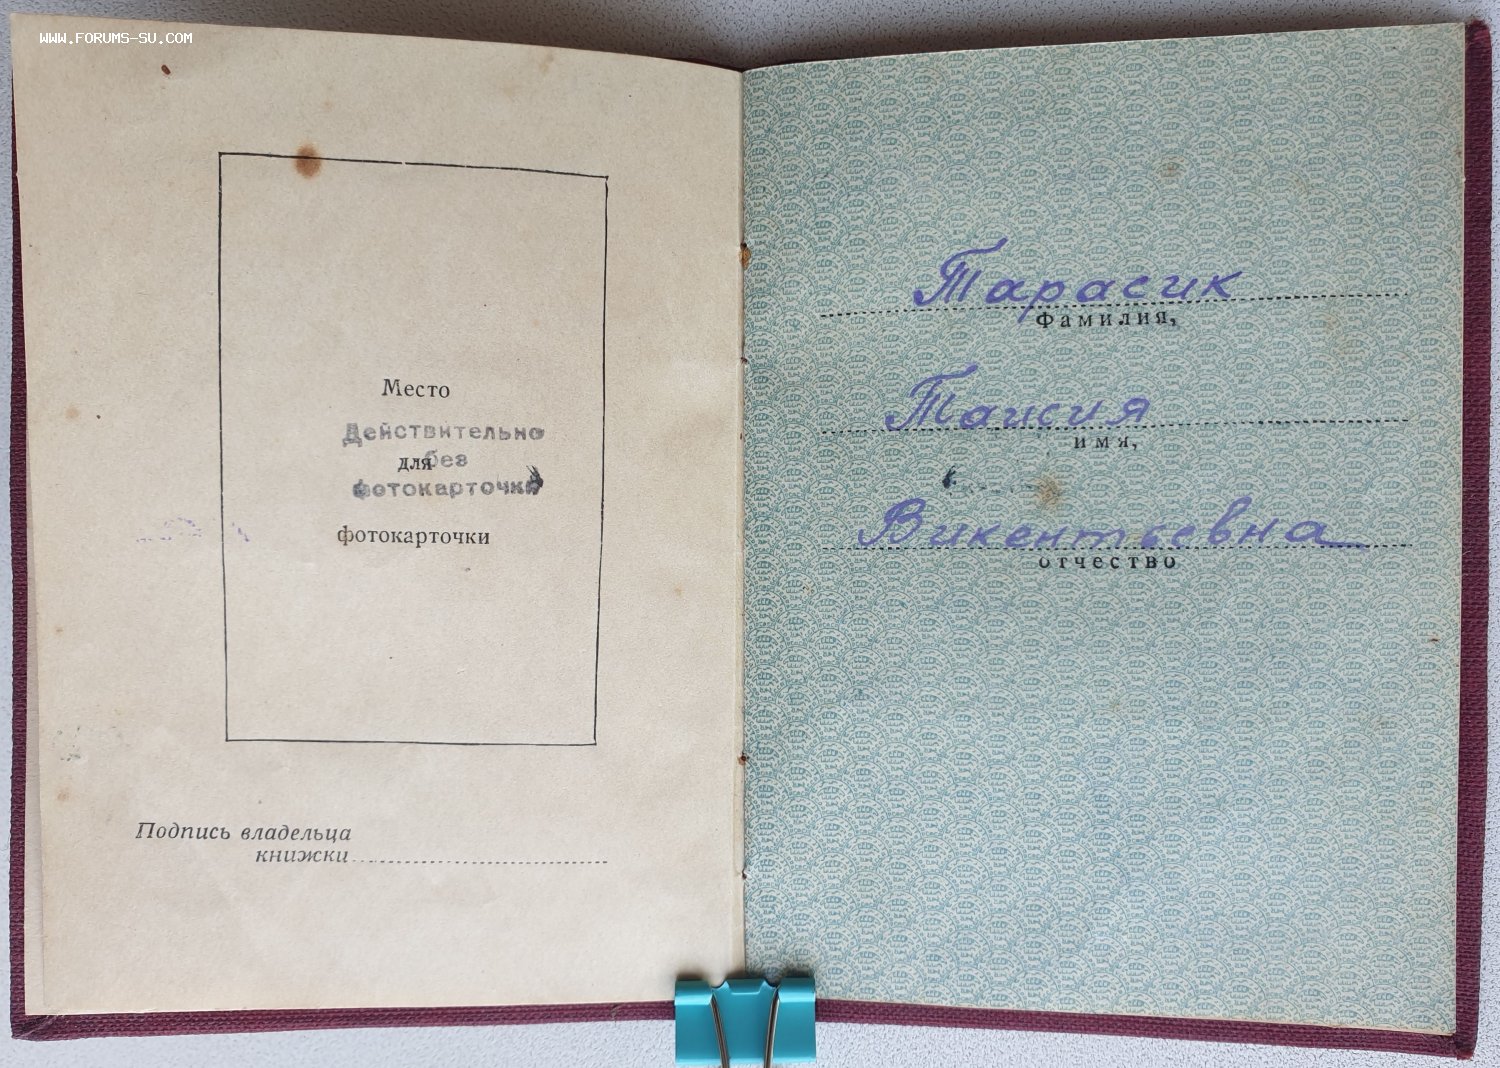 WWW.FORUMS-SU.COM
Место
Действительно
для без
фотокарточки
фотокарточки
Подпись владельца
книжки
Тарасик
Фамилия,
Таисия
имя,
Викентьевна
отчество